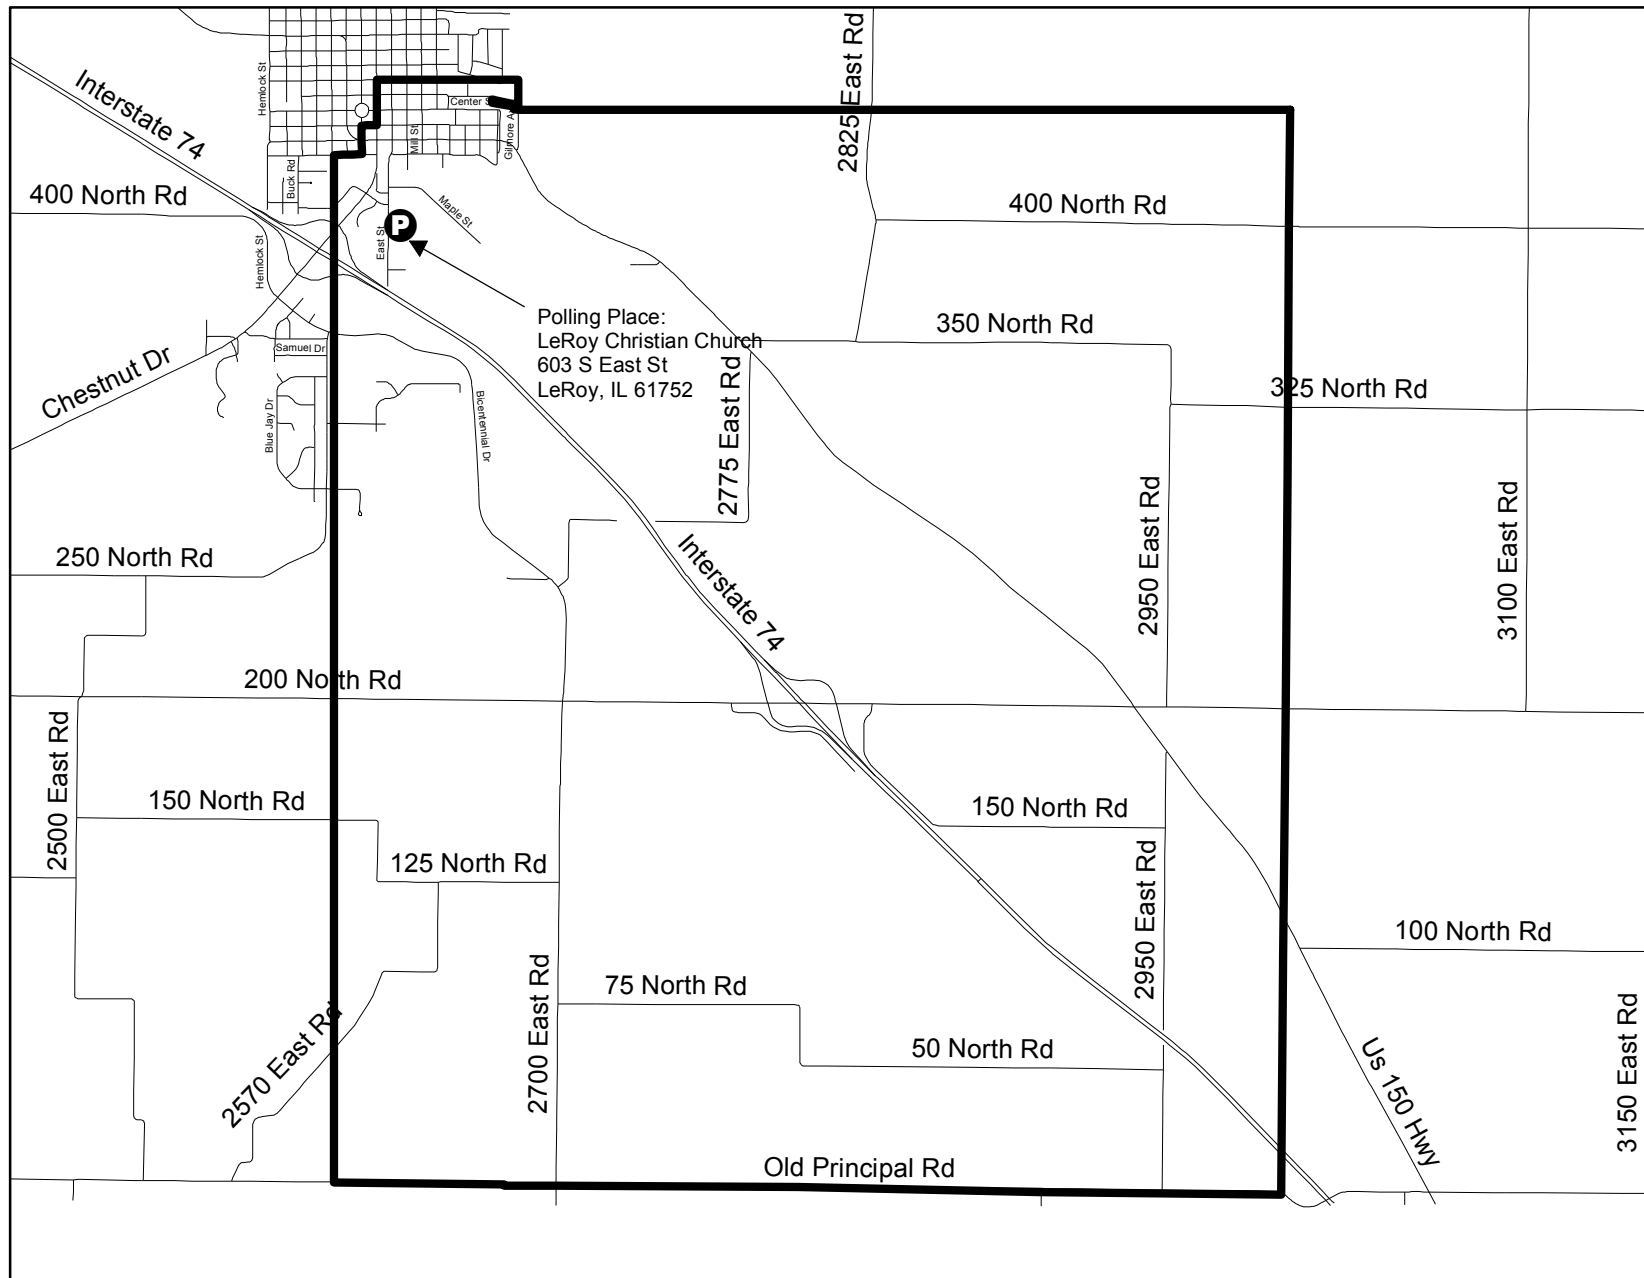 2825 East Rd
Interstate 74
Hemlock St
Center S
Gilmore A
Mill St
Buck Rd
400 North Rd
400 North Rd
Maple St
P
East St
Hemlock St
Polling Place:
LeRoy Christian Church
603 S East St
LeRoy, IL 61752
350 North Rd
Samuel Dr
Chestnut Dr
325 North Rd
2775 East Rd
Blue Jay Dr
Bicentennial Dr
2950 East Rd
3100 East Rd
250 North Rd
Interstate 74
200 North Rd
2500 East Rd
150 North Rd
150 North Rd
125 North Rd
2950 East Rd
100 North Rd
75 North Rd
2700 East Rd
2570 East Rd
50 North Rd
Us 150 Hwy
3150 East Rd
Old Principal Rd